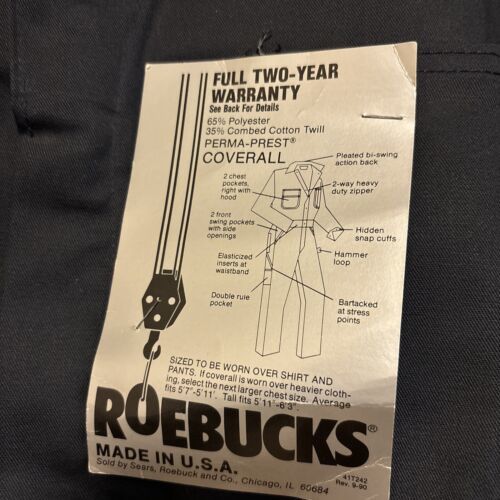 FULL TWO-YEAR
WARRANTY
See Back For Details
65% Polyester
35% Combed Cotton Twill
PERMA-PREST®
COVERALL
Pleated bi-swing
action back
2 chest
pockets,
right with
hood
2-way heavy
duty zipper
2 front
swing pockets
with side
openings
Hidden
snap cuffs
Elasticized
inserts at
waistband
Hammer
loop
Double rule
pocket
Bartacked
at stress
points
SIZED TO BE WORN OVER SHIRT AND
PANTS. If coverall is worn over heavier cloth-
ing, select the next larger chest size. Average
fits 5'7"-5'11". Tall fits 5'11"-6'3".
ROEBUCKS®
MADE IN U.S.A.
Sold by Sears, Roebuck and Co., Chicago, IL 60684
41T242
Rev. 9-90